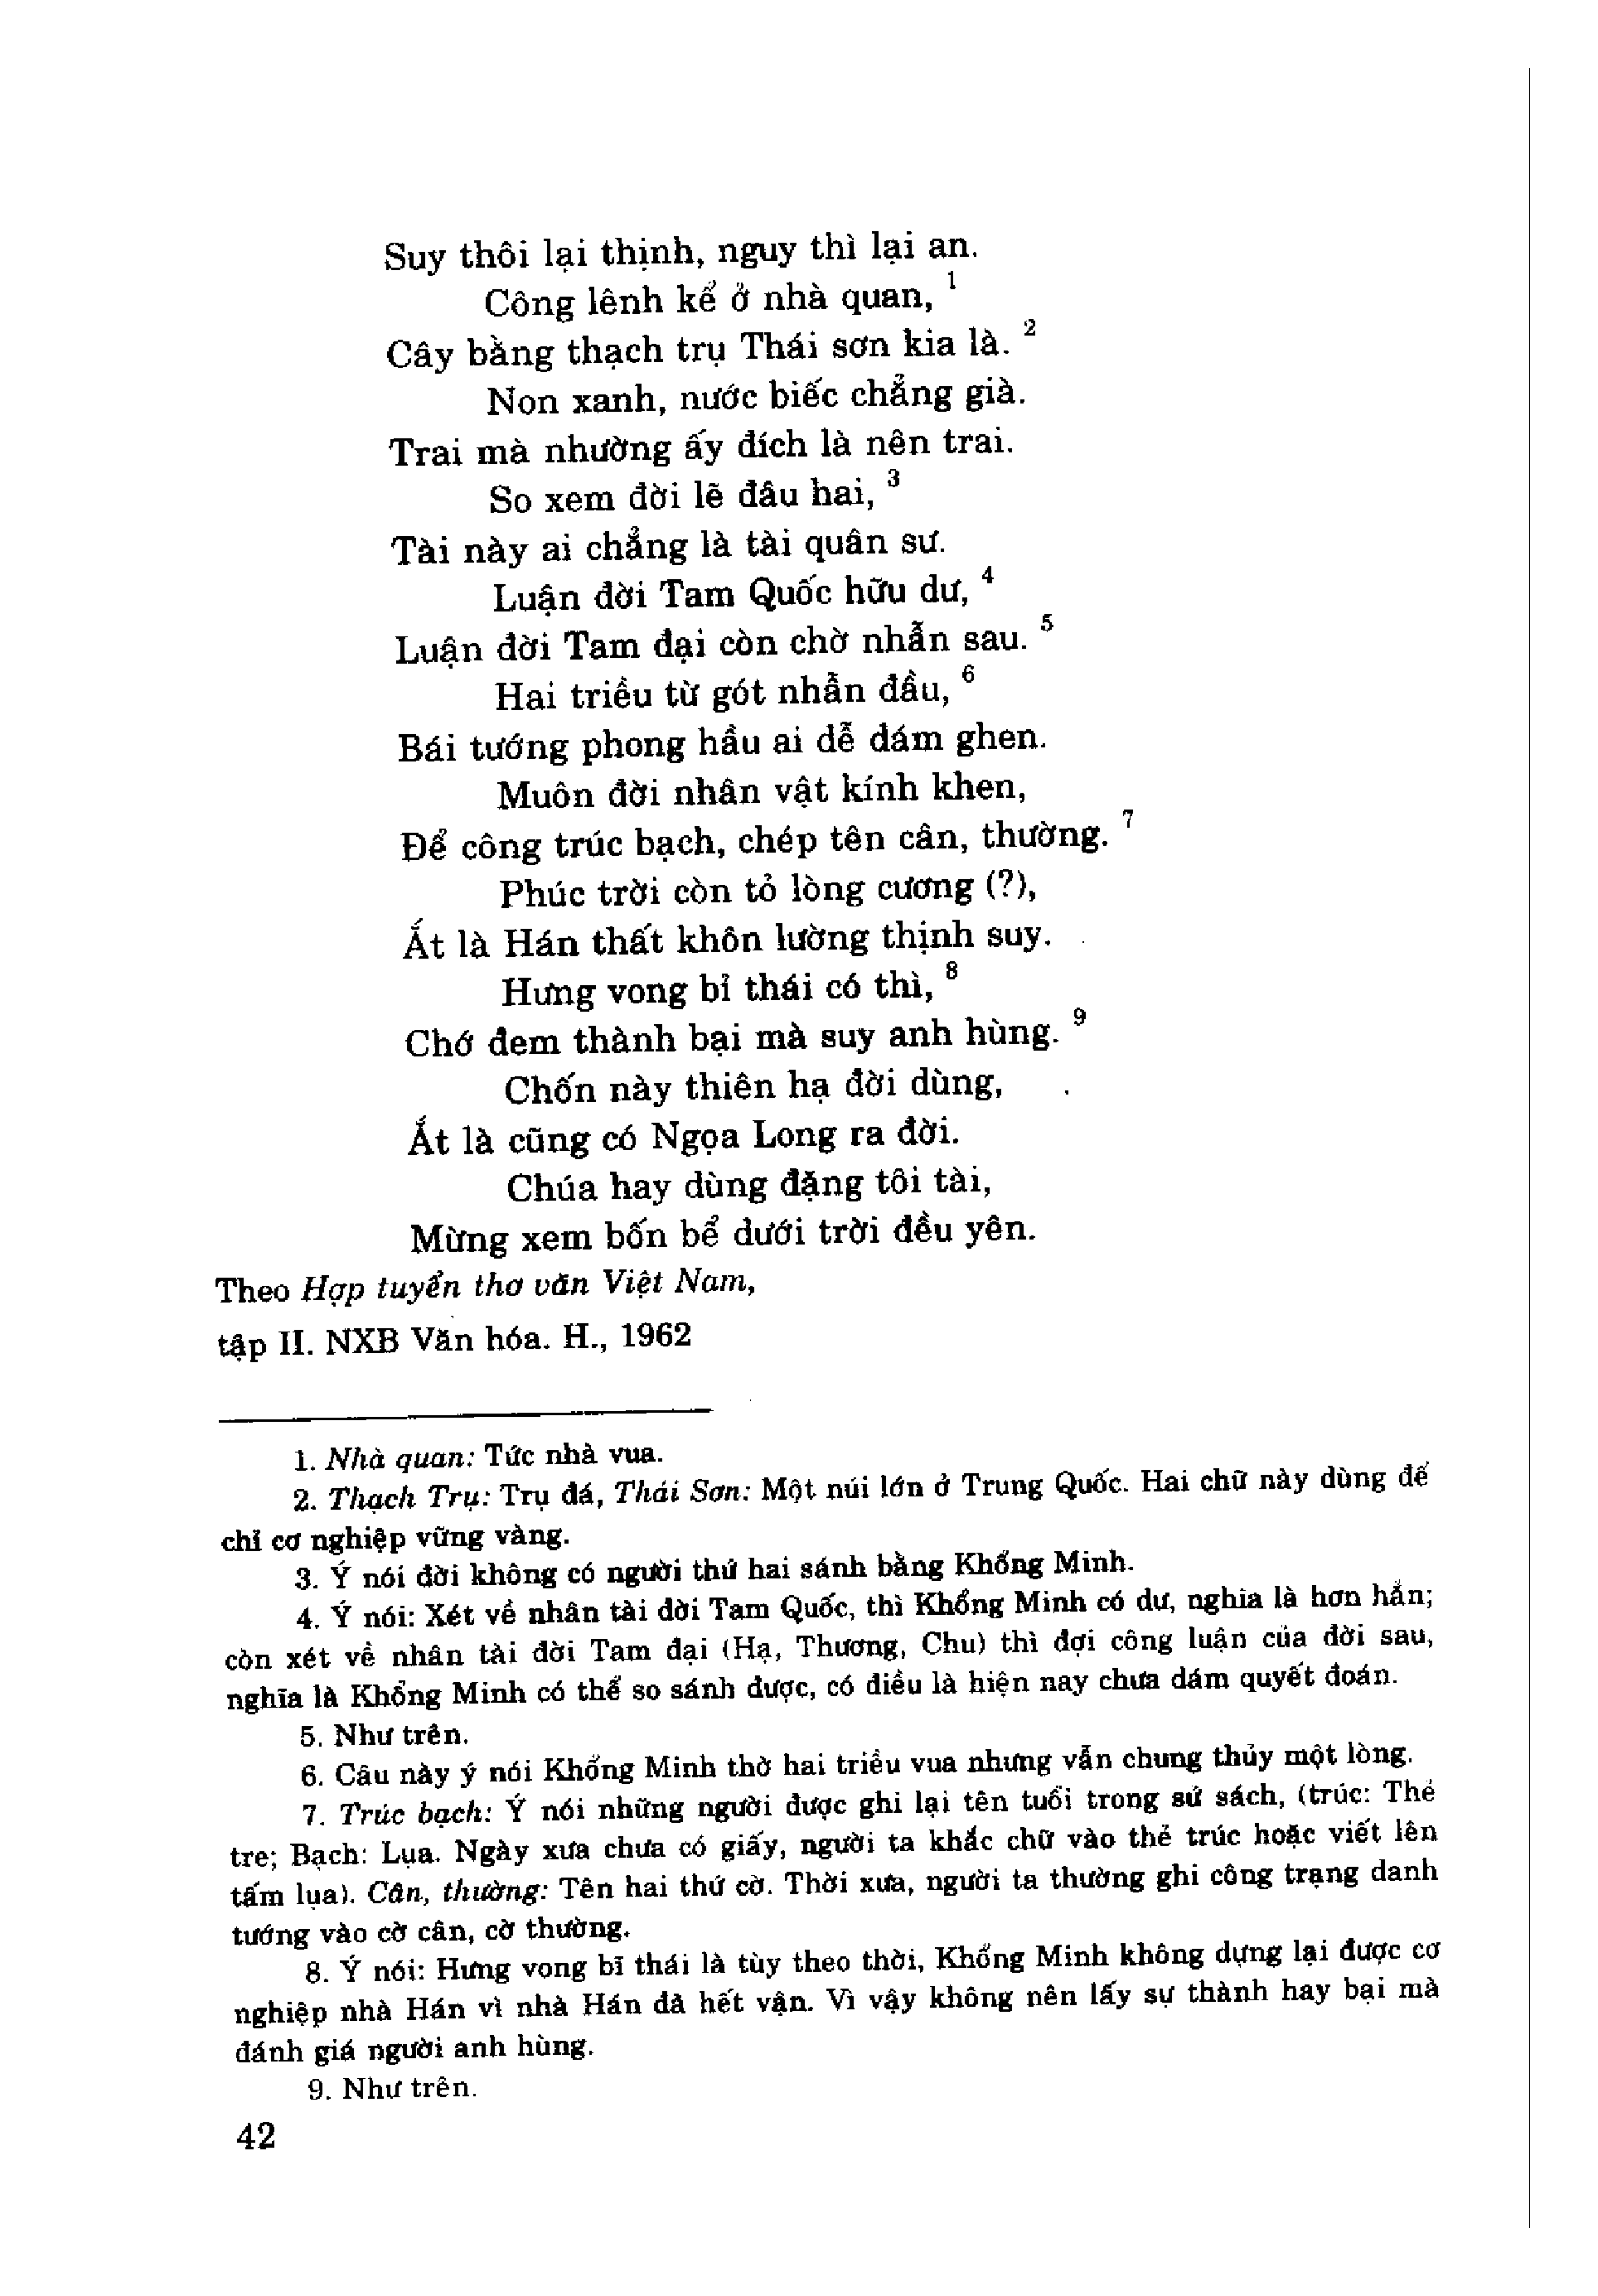 Suy thôi lại thịnh, nguy thì lại an.
Công lênh kể ở nhà quan, 1
Cây bằng thạch trụ Thái sơn kia là. 2
Non xanh, nước biếc chẳng già.
Trai mà nhường ấy đích là nên trai.
So xem đời lẽ đâu hai, 3
Tài này ai chẳng là tài quân sư.
Luận đời Tam Quốc hữu dư, 4
Luận đời Tam đại còn chờ nhẫn sau. 5
Hai triều từ gót nhẫn đầu, 6
Bái tướng phong hầu ai dễ dám ghen.
Muôn đời nhân vật kính khen,
Để công trúc bạch, chép tên cân, thường. 7
Phúc trời còn tỏ lòng cương (?),
Ắt là Hán thất khôn lường thịnh suy.
Hưng vong bỉ thái có thì, 8
Chớ đem thành bại mà suy anh hùng. 9
Chốn này thiên hạ đời dùng,
Ắt là cũng có Ngọa Long ra đời.
Chúa hay dùng đặng tôi tài,
Mừng xem bốn bể dưới trời đều yên.
Theo Hợp tuyển thơ văn Việt Nam,
tập II. NXB Văn hóa. H., 1962
1. Nhà quan: Tức nhà vua.
2. Thạch Trụ: Trụ đá, Thái Sơn: Một núi lớn ở Trung Quốc. Hai chữ này dùng để
chỉ cơ nghiệp vững vàng.
3. Ý nói đời không có người thứ hai sánh bằng Khổng Minh.
4. Ý nói: Xét về nhân tài đời Tam Quốc, thì Khổng Minh có dư, nghĩa là hơn hẳn;
còn xét về nhân tài đời Tam đại (Hạ, Thương, Chu) thì đợi công luận của đời sau,
nghĩa là Khổng Minh có thể so sánh được, có điều là hiện nay chưa dám quyết đoán.
5. Như trên.
6. Câu này ý nói Khổng Minh thờ hai triều vua nhưng vẫn chung thủy một lòng.
7. Trúc bạch: Ý nói những người được ghi lại tên tuổi trong sử sách, (trúc: Thẻ
tre; Bạch: Lụa. Ngày xưa chưa có giấy, người ta khắc chữ vào thẻ trúc hoặc viết lên
tấm lụa). Cân, thường: Tên hai thứ cờ. Thời xưa, người ta thường ghi công trạng danh
tướng vào cờ cân, cờ thường.
8. Ý nói: Hưng vong bĩ thái là tùy theo thời, Khổng Minh không dựng lại được cơ
nghiệp nhà Hán vì nhà Hán đã hết vận. Vì vậy không nên lấy sự thành hay bại mà
đánh giá người anh hùng.
9. Như trên.
42